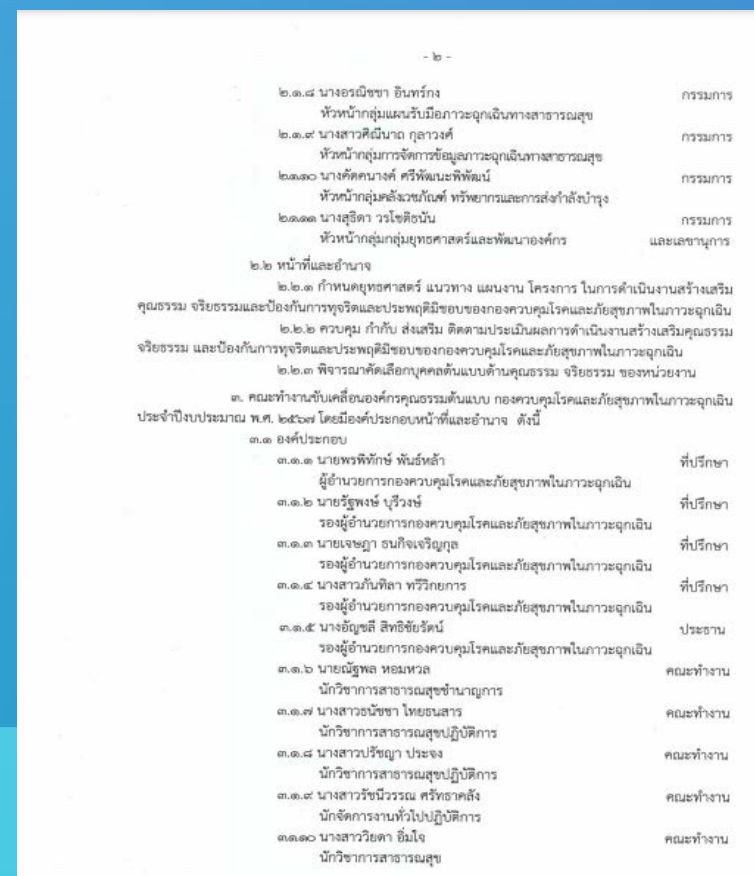 - ๒ -
๒.๑.๘ นางอรณิชชา อินทร์กง กรรมการ
หัวหน้ากลุ่มแผนรับมือภาวะฉุกเฉินทางสาธารณสุข
๒.๑.๙ นางสาวศิณีนาถ กุลาวงศ์ กรรมการ
หัวหน้ากลุ่มการจัดการข้อมูลภาวะฉุกเฉินทางสาธารณสุข
๒.๑.๑๐ นางคัดคนางค์ ศรีพัฒนะพิพัฒน์ กรรมการ
หัวหน้ากลุ่มคลังเวชภัณฑ์ ทรัพยากรและการส่งกำลังบำรุง
๒.๑.๑๑ นางสุธิดา วรโชติธนัน กรรมการ
หัวหน้ากลุ่มกลุ่มยุทธศาสตร์และพัฒนาองค์กร และเลขานุการ
๒.๒ หน้าที่และอำนาจ
๒.๒.๑ กำหนดยุทธศาสตร์ แนวทาง แผนงาน โครงการ ในการดำเนินงานสร้างเสริม
คุณธรรม จริยธรรมและป้องกันการทุจริตและประพฤติมิชอบของกองควบคุมโรคและภัยสุขภาพในภาวะฉุกเฉิน
๒.๒.๒ ควบคุม กำกับ ส่งเสริม ติดตามประเมินผลการดำเนินงานสร้างเสริมคุณธรรม
จริยธรรม และป้องกันการทุจริตและประพฤติมิชอบของกองควบคุมโรคและภัยสุขภาพในภาวะฉุกเฉิน
๒.๒.๓ พิจารณาคัดเลือกบุคคลต้นแบบด้านคุณธรรม จริยธรรม ของหน่วยงาน
๓. คณะทำงานขับเคลื่อนองค์กรคุณธรรมต้นแบบ กองควบคุมโรคและภัยสุขภาพในภาวะฉุกเฉิน
ประจำปีงบประมาณ พ.ศ. ๒๕๖๗ โดยมีองค์ประกอบหน้าที่และอำนาจ ดังนี้
๓.๑ องค์ประกอบ
๓.๑.๑ นายพรพิทักษ์ พันธ์หล้า ที่ปรึกษา
ผู้อำนวยการกองควบคุมโรคและภัยสุขภาพในภาวะฉุกเฉิน
๓.๑.๒ นายรัฐพงษ์ บุรีวงษ์ ที่ปรึกษา
รองผู้อำนวยการกองควบคุมโรคและภัยสุขภาพในภาวะฉุกเฉิน
๓.๑.๓ นายเจษฎา ธนกิจเจริญกุล ที่ปรึกษา
รองผู้อำนวยการกองควบคุมโรคและภัยสุขภาพในภาวะฉุกเฉิน
๓.๑.๔ นางสาวภันทิลา ทวีวิกยการ ที่ปรึกษา
รองผู้อำนวยการกองควบคุมโรคและภัยสุขภาพในภาวะฉุกเฉิน
๓.๑.๕ นางอัญชลี สิทธิชัยรัตน์ ประธาน
รองผู้อำนวยการกองควบคุมโรคและภัยสุขภาพในภาวะฉุกเฉิน
๓.๑.๖ นายณัฐพล หอมหวล คณะทำงาน
นักวิชาการสาธารณสุขชำนาญการ
๓.๑.๗ นางสาวธนัชชา ไทยธนสาร คณะทำงาน
นักวิชาการสาธารณสุขปฏิบัติการ
๓.๑.๘ นางสาวปรัชญา ประจง คณะทำงาน
นักวิชาการสาธารณสุขปฏิบัติการ
๓.๑.๙ นางสาวรัชนีวรรณ ศรัทธาคลัง คณะทำงาน
นักจัดการงานทั่วไปปฏิบัติการ
๓.๑.๑๐ นางสาววิยดา อิ่มใจ คณะทำงาน
นักวิชาการสาธารณสุข